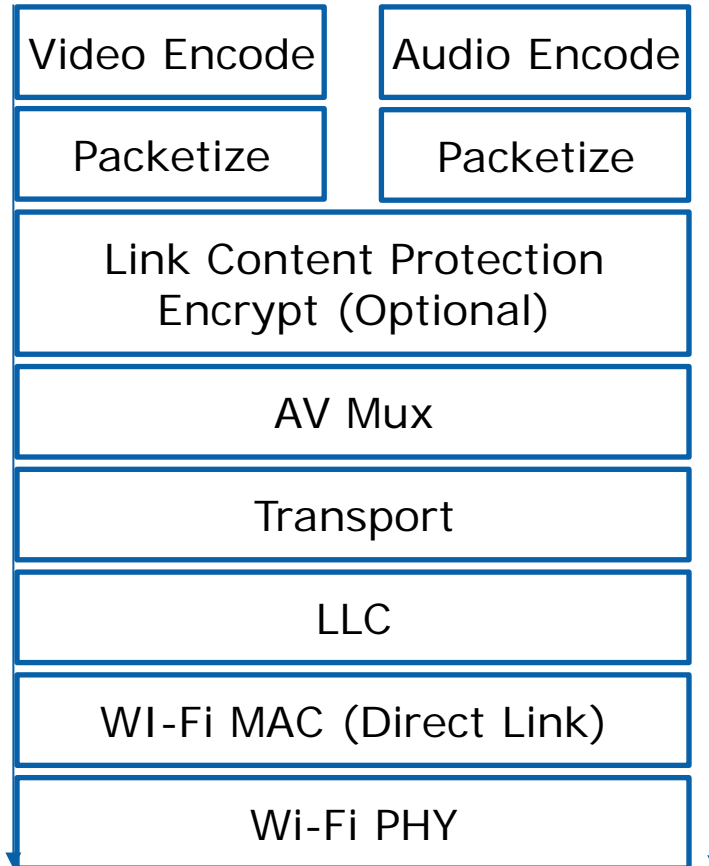 Video Encode
Audio Encode
Packetize
Packetize
Link Content Protection
Encrypt (Optional)
AV Mux
Transport
LLC
WI-Fi MAC (Direct Link)
Wi-Fi PHY